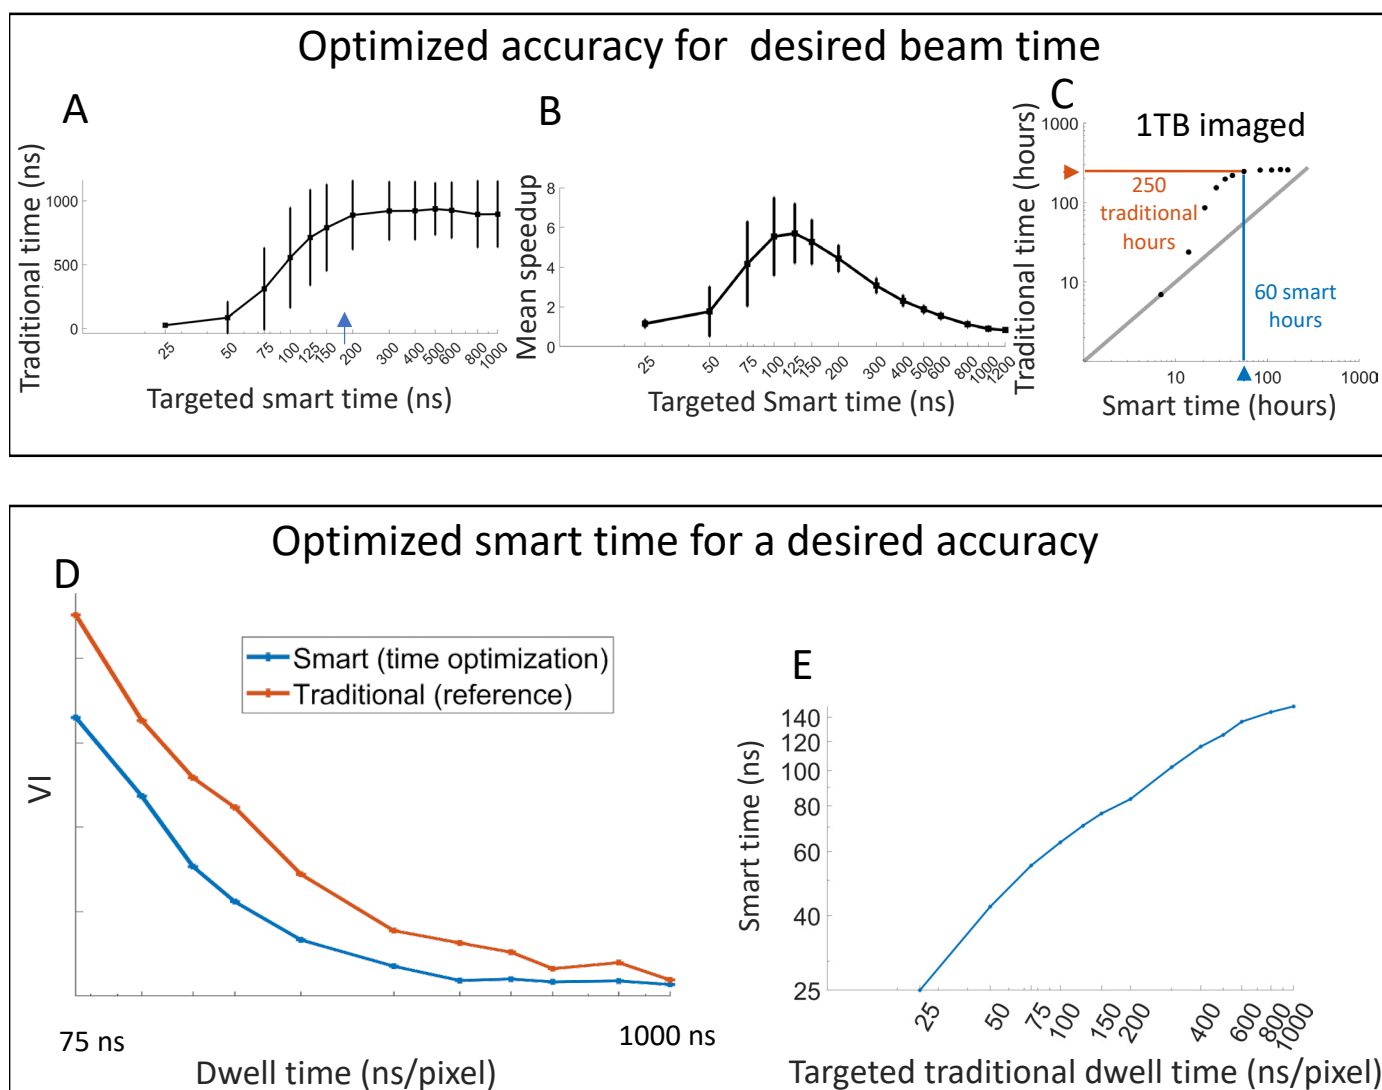 Optimized accuracy for desired beam time
A
Traditional time (ns)
1000
500
0
25
50
75
100
125
150
200
300
400
500
600
800
1000
Targeted smart time (ns)
B
Mean speedup
8
6
4
2
0
25
50
75
100
125
150
200
300
400
500
600
800
1000
1200
Targeted Smart time (ns)
C
1TB imaged
Traditional time (hours)
1000
100
10
250
traditional
hours
60 smart
hours
10
100
1000
Smart time (hours)
Optimized smart time for a desired accuracy
D
VI
Smart (time optimization)
Traditional (reference)
75 ns
1000 ns
Dwell time (ns/pixel)
E
Smart time (ns)
140
120
100
80
60
40
25
25
50
75
100
150
200
400
600
800
1000
Targeted traditional dwell time (ns/pixel)